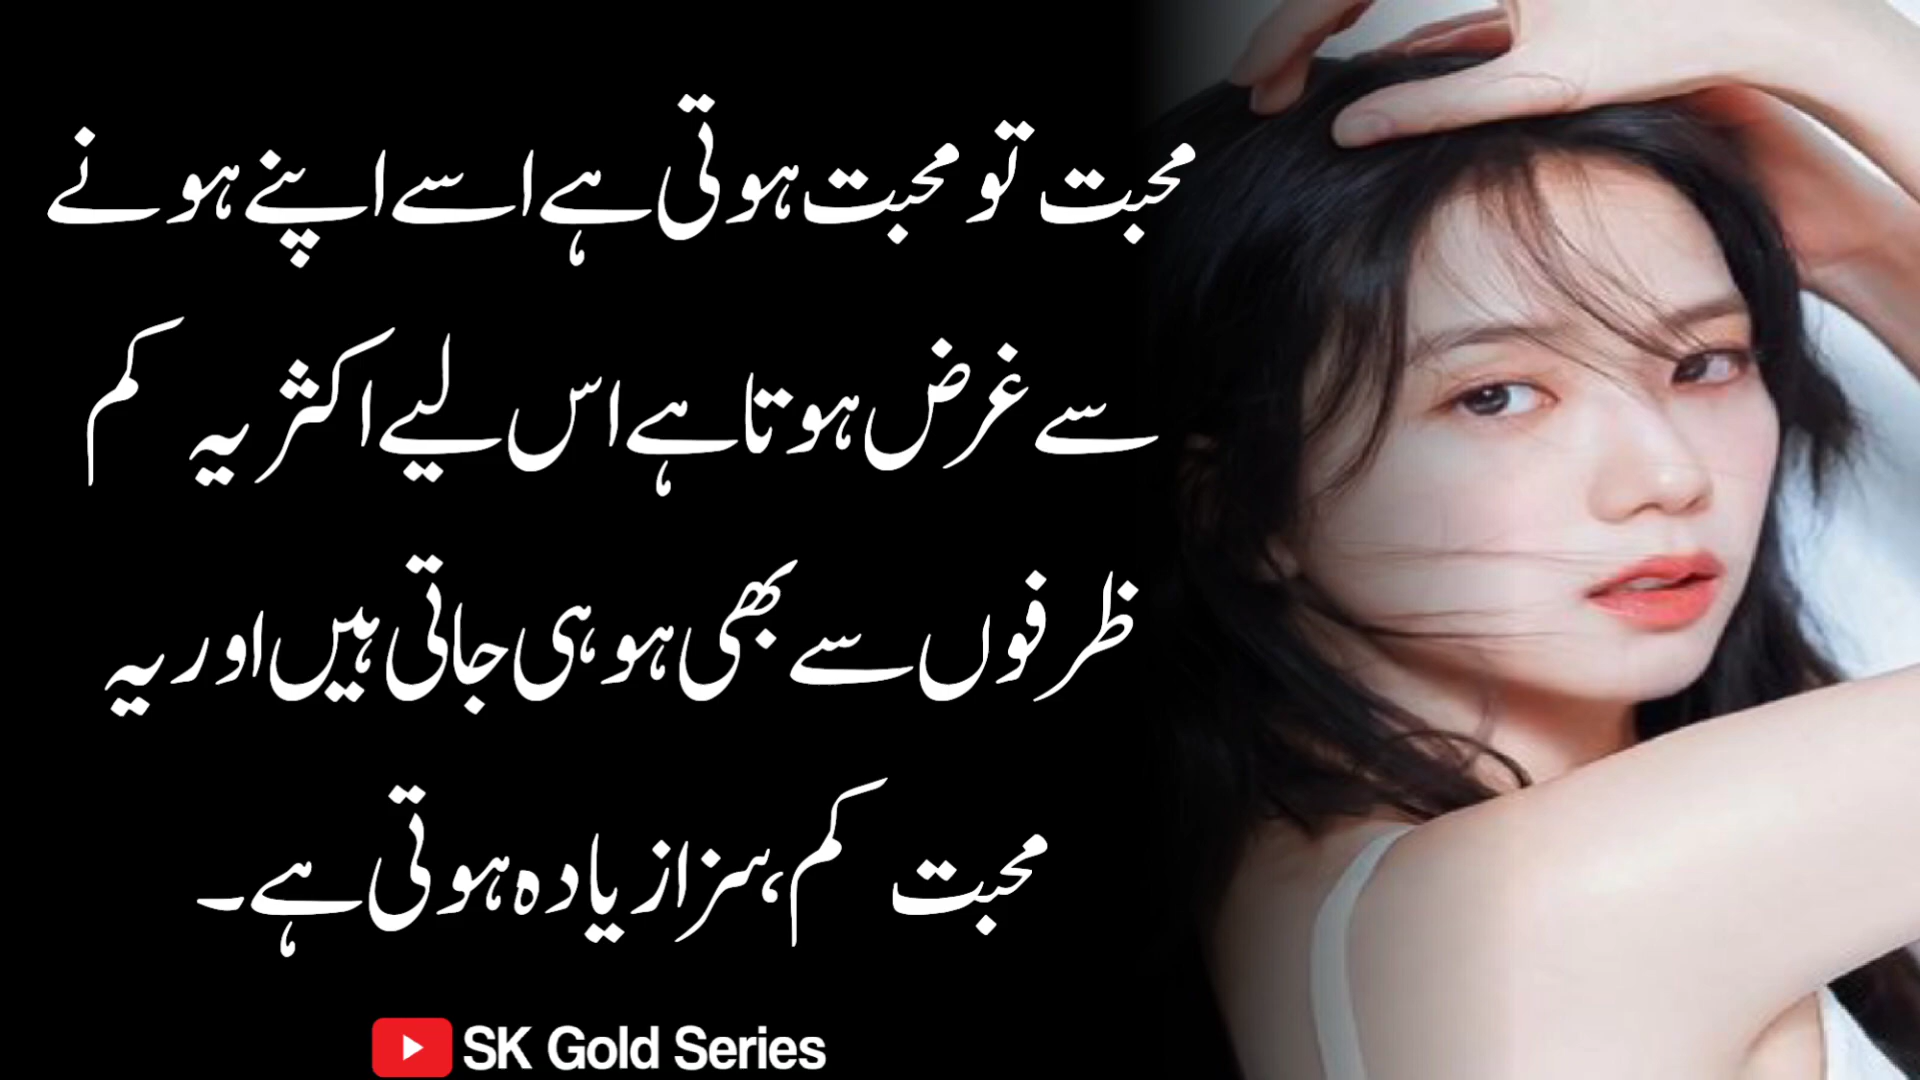 محبت تو محبت ہوتی ہے اسے اپنے ہونے
سے غرض ہوتا ہے اس لیے اکثر یہ کم
ظرفوں سے بھی ہو ہی جاتی ہیں اور یہ
محبت کم، سزا زیادہ ہوتی ہے۔
SK Gold Series